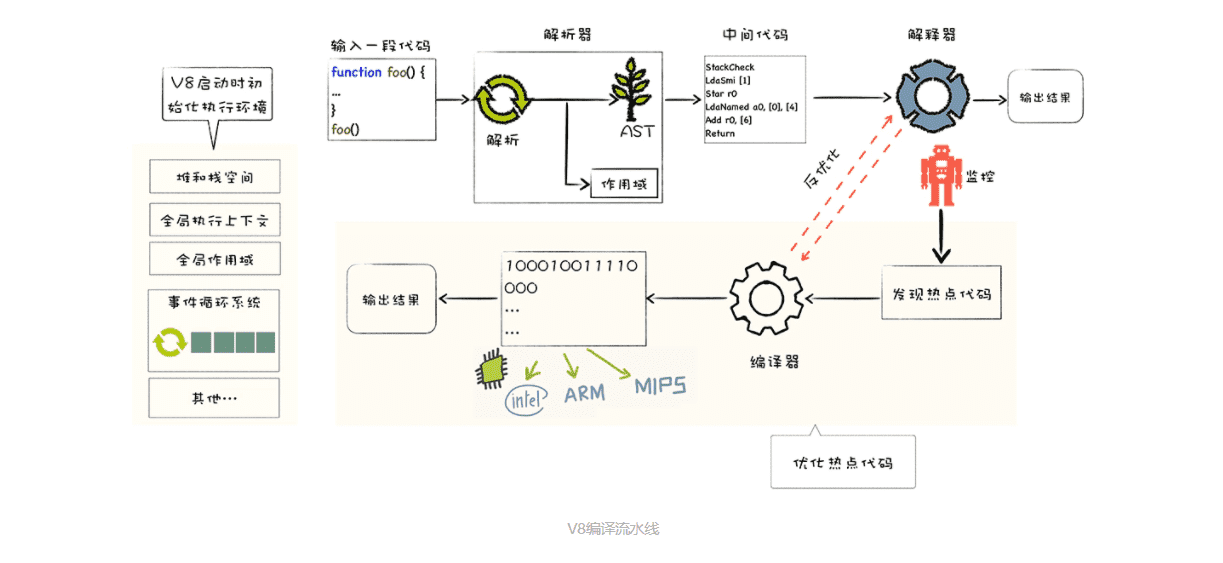 V8启动时初
始化执行环境
堆和栈空间
全局执行上下文
全局作用域
事件循环系统
其他...
输入一段代码
function foo() {
...
}
foo()
解析器
解析
AST
作用域
中间代码
StackCheck
LdaSmi [1]
Star r0
LdaNamed a0, [0], [4]
Add r0, [6]
Return
解释器
输出结果
反优化
监控
发现热点代码
编译器
100010011110
000
...
...
输出结果
intel
ARM
MIPS
优化热点代码
V8编译流水线